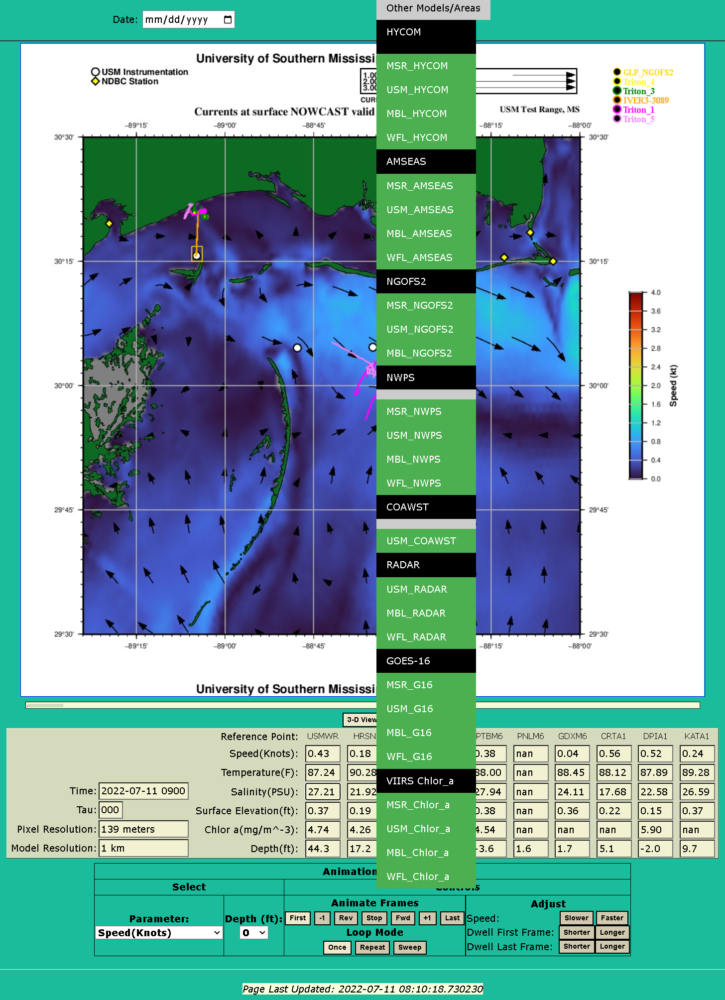 Date: mm/dd/yyyy
Other Models/Areas
HYCOM
MSR_HYCOM
USM_HYCOM
MBL_HYCOM
WFL_HYCOM
AMSEAS
MSR_AMSEAS
USM_AMSEAS
MBL_AMSEAS
WFL_AMSEAS
NGOFS2
MSR_NGOFS2
USM_NGOFS2
MBL_NGOFS2
NWPS
MSR_NWPS
USM_NWPS
MBL_NWPS
WFL_NWPS
COAWST
USM_COAWST
RADAR
USM_RADAR
MBL_RADAR
WFL_RADAR
GOES-16
MSR_G16
USM_G16
MBL_G16
WFL_G16
VIIRS Chlor_a
MSR_Chlor_a
USM_Chlor_a
MBL_Chlor_a
WFL_Chlor_a
University of Southern Mississi
USM Instrumentation
NDBC Station
1.00
2.00
3.00
GLP_NGOFS2
Triton_4
Triton_3
IVER3-3089
Triton_1
Triton_5
Currents at surface NOWCAST valid
USM Test Range, MS
-89°15' -89°00' -88°45' -88°15' -88°00'
30°30' 30°30'
30°15' 30°15'
30°00' 30°00'
29°45' 29°45'
29°30' 29°30'
-89°15' -89°00' -88°45' -88°15' -88°00'
4.0
3.6
3.2
2.8
2.4
2.0
1.6
1.2
0.8
0.4
0.0
Speed (kt)
University of Southern Mississi
3-D View
Reference Point: USMWR HRSN PTBM6 PNLM6 GDXM6 CRTA1 DPIA1 KATA1
Speed(Knots): 0.43 0.18 0.38 nan 0.04 0.56 0.52 0.24
Temperature(F): 87.24 90.28 88.00 nan 88.45 88.12 87.89 89.28
Time: 2022-07-11 0900 Salinity(PSU): 27.21 21.92 27.94 nan 24.11 17.68 22.58 26.59
Tau: 000 Surface Elevation(ft): 0.37 0.19 0.38 nan 0.36 0.22 0.15 0.37
Pixel Resolution: 139 meters Chlor a(mg/m^-3): 4.74 4.26 4.54 nan nan nan 5.90 nan
Model Resolution: 1 km Depth(ft): 44.3 17.2 -3.6 1.6 1.7 5.1 -2.0 9.7
Animation
Select Controls
Animate Frames Adjust
Parameter: Depth (ft): First -1 Rev Stop Fwd +1 Last Speed: Slower Faster
Speed(Knots) 0 Loop Mode Dwell First Frame: Shorter Longer
Once Repeat Sweep Dwell Last Frame: Shorter Longer
Page Last Updated: 2022-07-11 08:10:18.730230